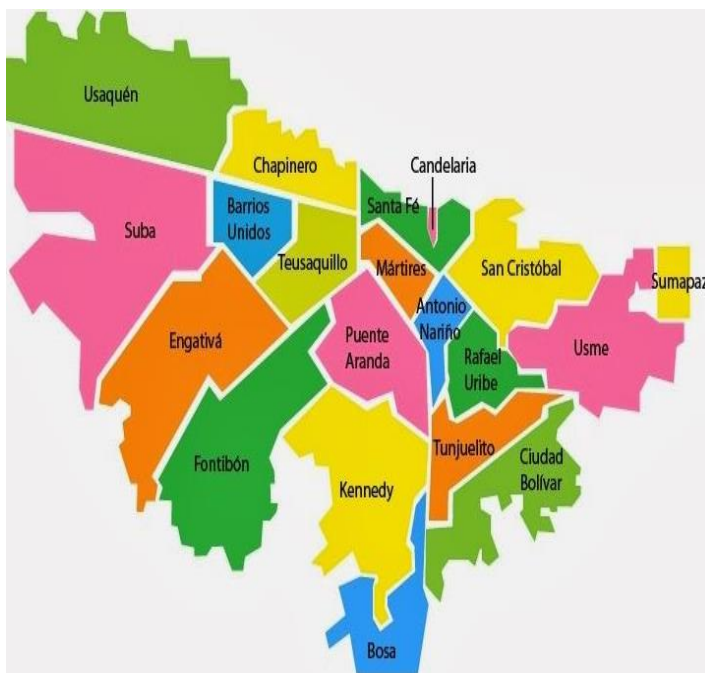 Usaquén
Chapinero
Candelaria
Santa Fé
Barrios
Unidos
Suba
Teusaquillo
Mártires
San Cristóbal
Sumapaz
Antonio
Nariño
Engativá
Puente
Aranda
Rafael
Uribe
Usme
Fontibón
Kennedy
Tunjuelito
Ciudad
Bolívar
Bosa